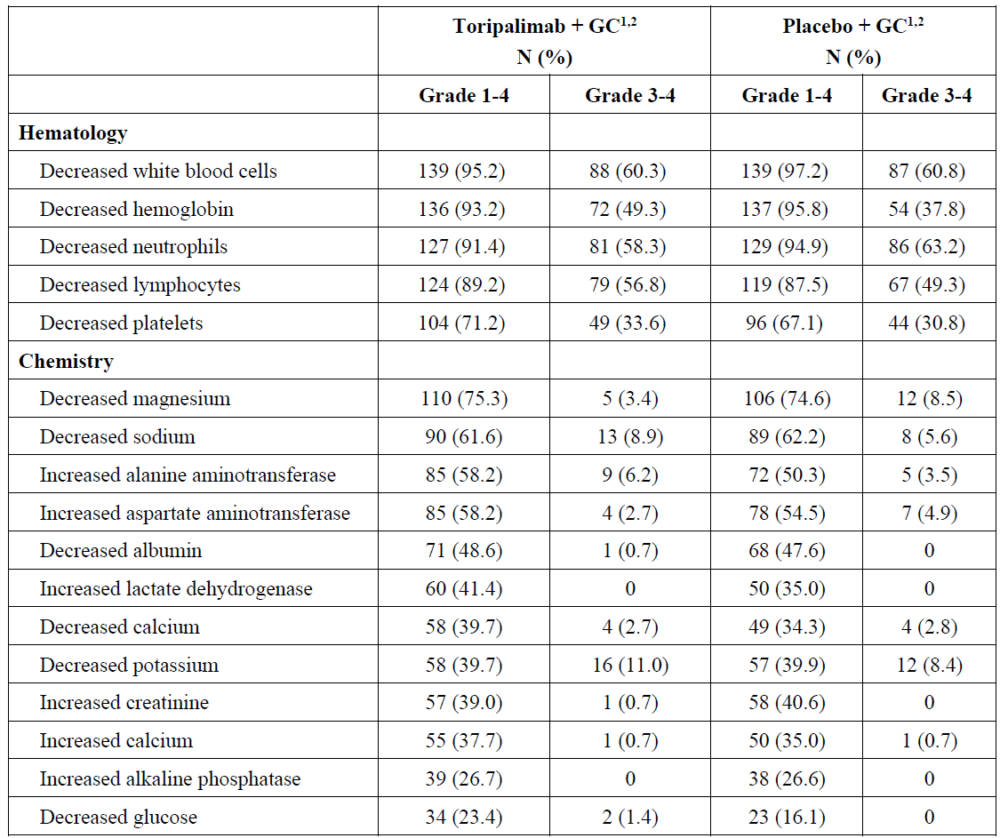 Toripalimab + GC1,2 Placebo + GC1,2
N (%) N (%)
Grade 1-4 Grade 3-4 Grade 1-4 Grade 3-4
Hematology
Decreased white blood cells 139 (95.2) 88 (60.3) 139 (97.2) 87 (60.8)
Decreased hemoglobin 136 (93.2) 72 (49.3) 137 (95.8) 54 (37.8)
Decreased neutrophils 127 (91.4) 81 (58.3) 129 (94.9) 86 (63.2)
Decreased lymphocytes 124 (89.2) 79 (56.8) 119 (87.5) 67 (49.3)
Decreased platelets 104 (71.2) 49 (33.6) 96 (67.1) 44 (30.8)
Chemistry
Decreased magnesium 110 (75.3) 5 (3.4) 106 (74.6) 12 (8.5)
Decreased sodium 90 (61.6) 13 (8.9) 89 (62.2) 8 (5.6)
Increased alanine aminotransferase 85 (58.2) 9 (6.2) 72 (50.3) 5 (3.5)
Increased aspartate aminotransferase 85 (58.2) 4 (2.7) 78 (54.5) 7 (4.9)
Decreased albumin 71 (48.6) 1 (0.7) 68 (47.6) 0
Increased lactate dehydrogenase 60 (41.4) 0 50 (35.0) 0
Decreased calcium 58 (39.7) 4 (2.7) 49 (34.3) 4 (2.8)
Decreased potassium 58 (39.7) 16 (11.0) 57 (39.9) 12 (8.4)
Increased creatinine 57 (39.0) 1 (0.7) 58 (40.6) 0
Increased calcium 55 (37.7) 1 (0.7) 50 (35.0) 1 (0.7)
Increased alkaline phosphatase 39 (26.7) 0 38 (26.6) 0
Decreased glucose 34 (23.4) 2 (1.4) 23 (16.1) 0